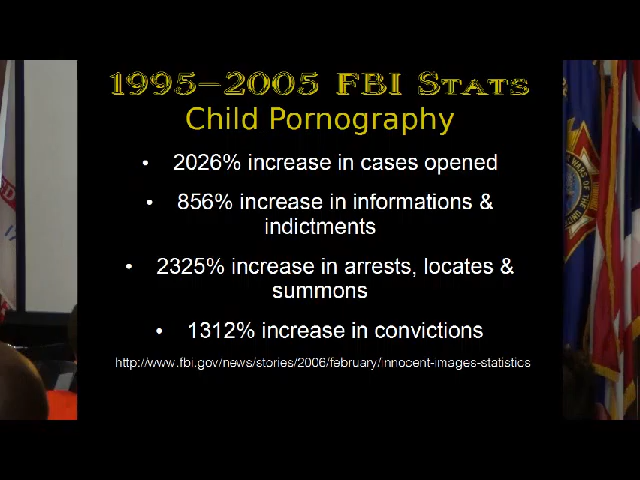 1995-2005 FBI Stats
Child Pornography
• 2026% increase in cases opened
• 856% increase in informations &
indictments
• 2325% increase in arrests, locates &
summons
• 1312% increase in convictions
http://www.fbi.gov/news/stories/2006/february/innocent-images-statistics